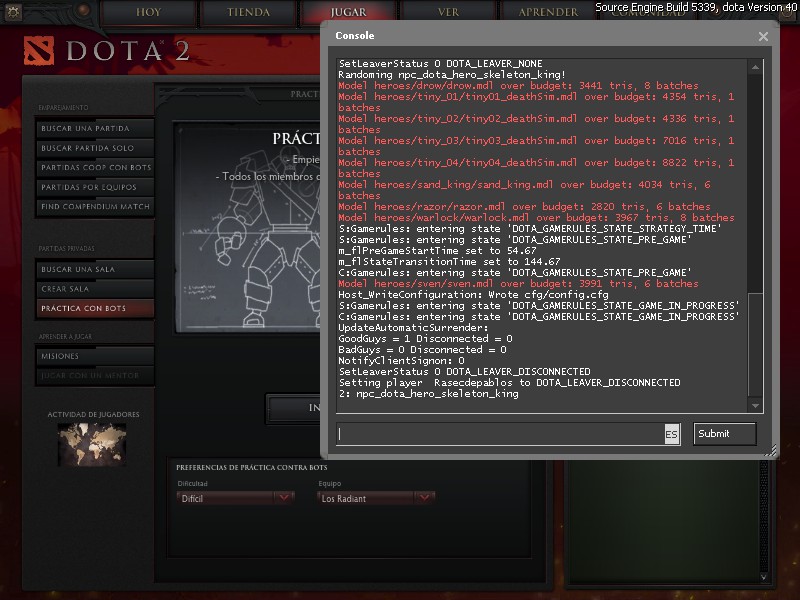 Source Engine Build 5339, dota Version 40
HOY
TIENDA
JUGAR
VER
APRENDER
COMUNIDAD
DOTA 2
EMPAREJAMIENTO
BUSCAR UNA PARTIDA
BUSCAR PARTIDA SOLO
PARTIDAS COOP CON BOTS
PARTIDAS POR EQUIPOS
FIND COMPENDIUM MATCH
PARTIDAS PRIVADAS
BUSCAR UNA SALA
CREAR SALA
PRÁCTICA CON BOTS
APRENDER A JUGAR
MISIONES
JUGAR CON UN MENTOR
ACTIVIDAD DE JUGADORES
PRACT
PRÁCT
- Empie
- Todos los miembros d
IN
PREFERENCIAS DE PRÁCTICA CONTRA BOTS
Dificultad
Equipo
Difícil
Los Radiant
Console
SetLeaverStatus 0 DOTA_LEAVER_NONE
Randoming npc_dota_hero_skeleton_king!
Model heroes/drow/drow.mdl over budget: 3441 tris, 8 batches
Model heroes/tiny_01/tiny01_deathSim.mdl over budget: 4354 tris, 1
batches
Model heroes/tiny_02/tiny02_deathSim.mdl over budget: 4336 tris, 1
batches
Model heroes/tiny_03/tiny03_deathSim.mdl over budget: 7016 tris, 1
batches
Model heroes/tiny_04/tiny04_deathSim.mdl over budget: 8822 tris, 1
batches
Model heroes/sand_king/sand_king.mdl over budget: 4034 tris, 6
batches
Model heroes/razor/razor.mdl over budget: 2820 tris, 6 batches
Model heroes/warlock/warlock.mdl over budget: 3967 tris, 8 batches
S:Gamerules: entering state 'DOTA_GAMERULES_STATE_STRATEGY_TIME'
S:Gamerules: entering state 'DOTA_GAMERULES_STATE_PRE_GAME'
m_flPreGameStartTime set to 54.67
m_flStateTransitionTime set to 144.67
C:Gamerules: entering state 'DOTA_GAMERULES_STATE_PRE_GAME'
Model heroes/sven/sven.mdl over budget: 3991 tris, 6 batches
Host_WriteConfiguration: Wrote cfg/config.cfg
S:Gamerules: entering state 'DOTA_GAMERULES_STATE_GAME_IN_PROGRESS'
C:Gamerules: entering state 'DOTA_GAMERULES_STATE_GAME_IN_PROGRESS'
UpdateAutomaticSurrender:
GoodGuys = 1 Disconnected = 0
BadGuys = 0 Disconnected = 0
NotifyClientSignon: 0
SetLeaverStatus 0 DOTA_LEAVER_DISCONNECTED
Setting player  Rasecdepablos to DOTA_LEAVER_DISCONNECTED
2: npc_dota_hero_skeleton_king
ES
Submit